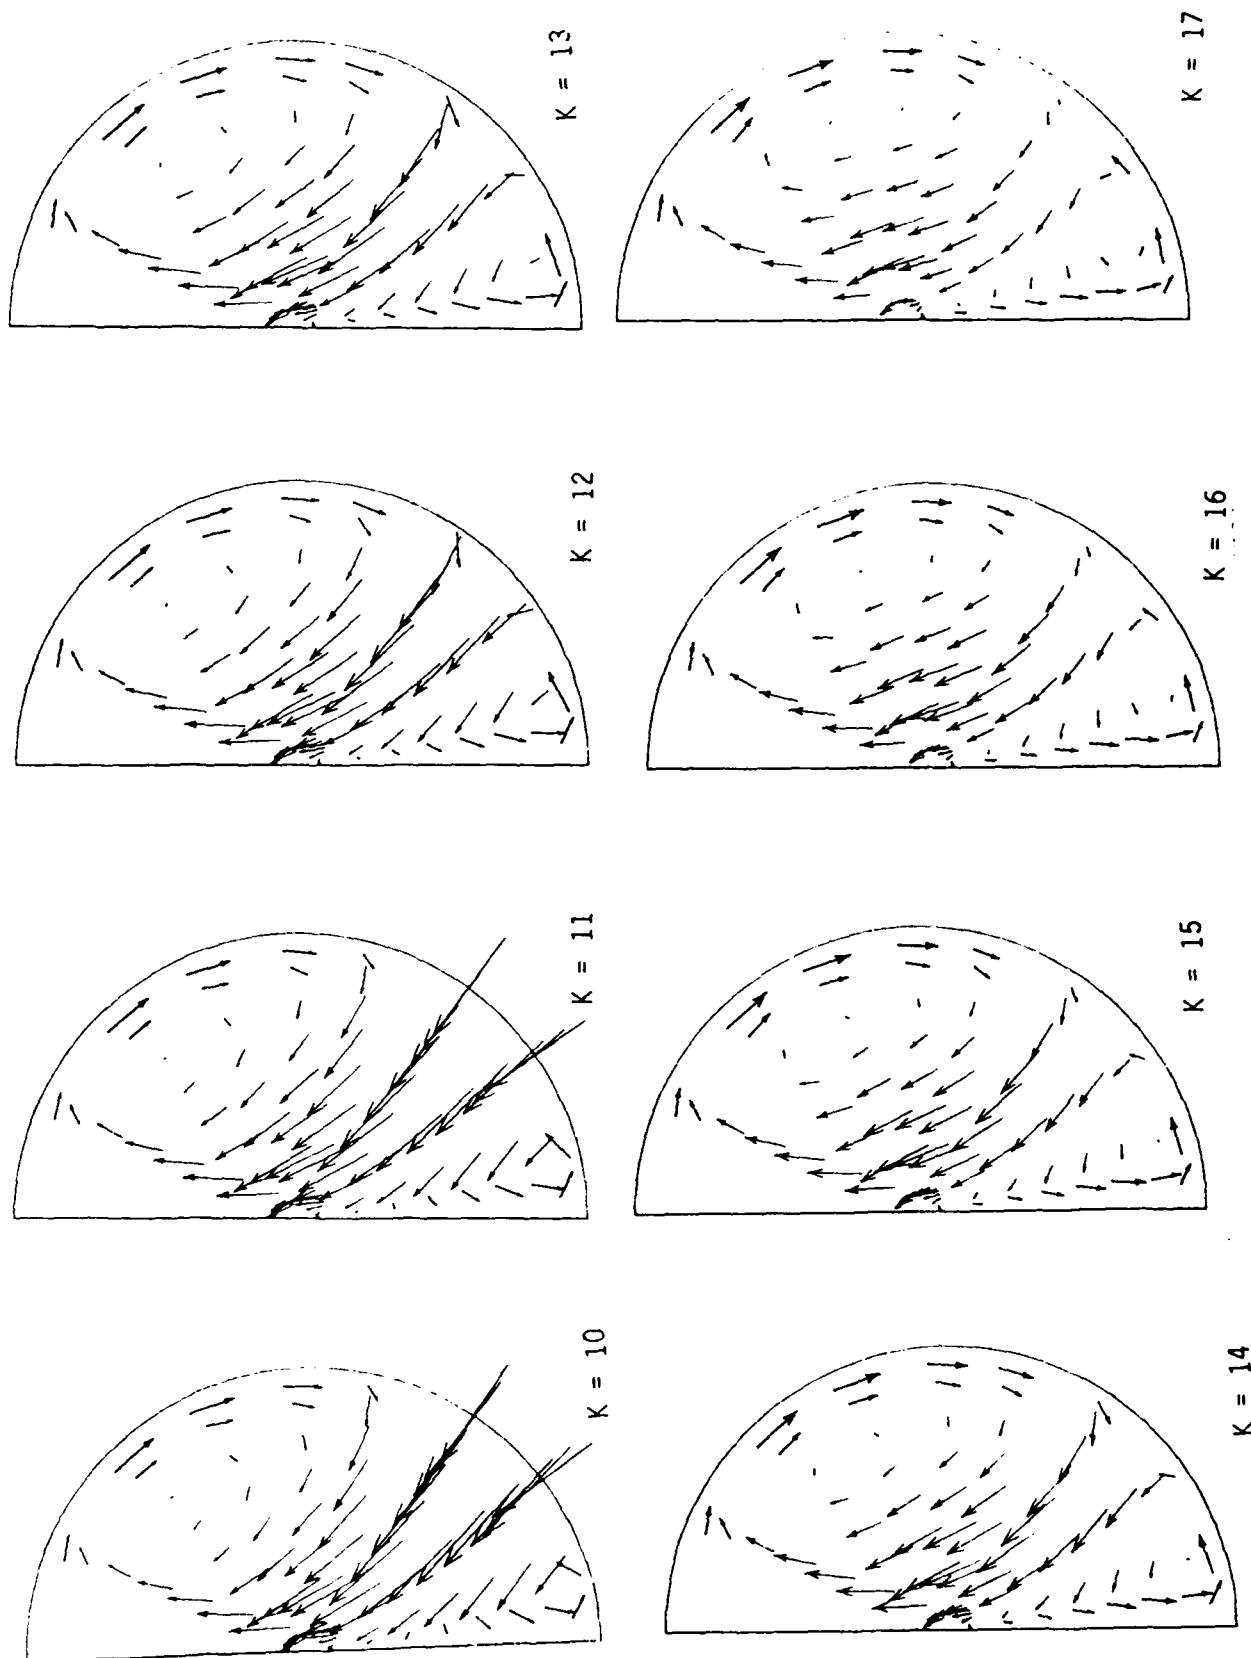 K = 10
K = 11
K = 12
K = 13
K = 14
K = 15
K = 16
K = 17